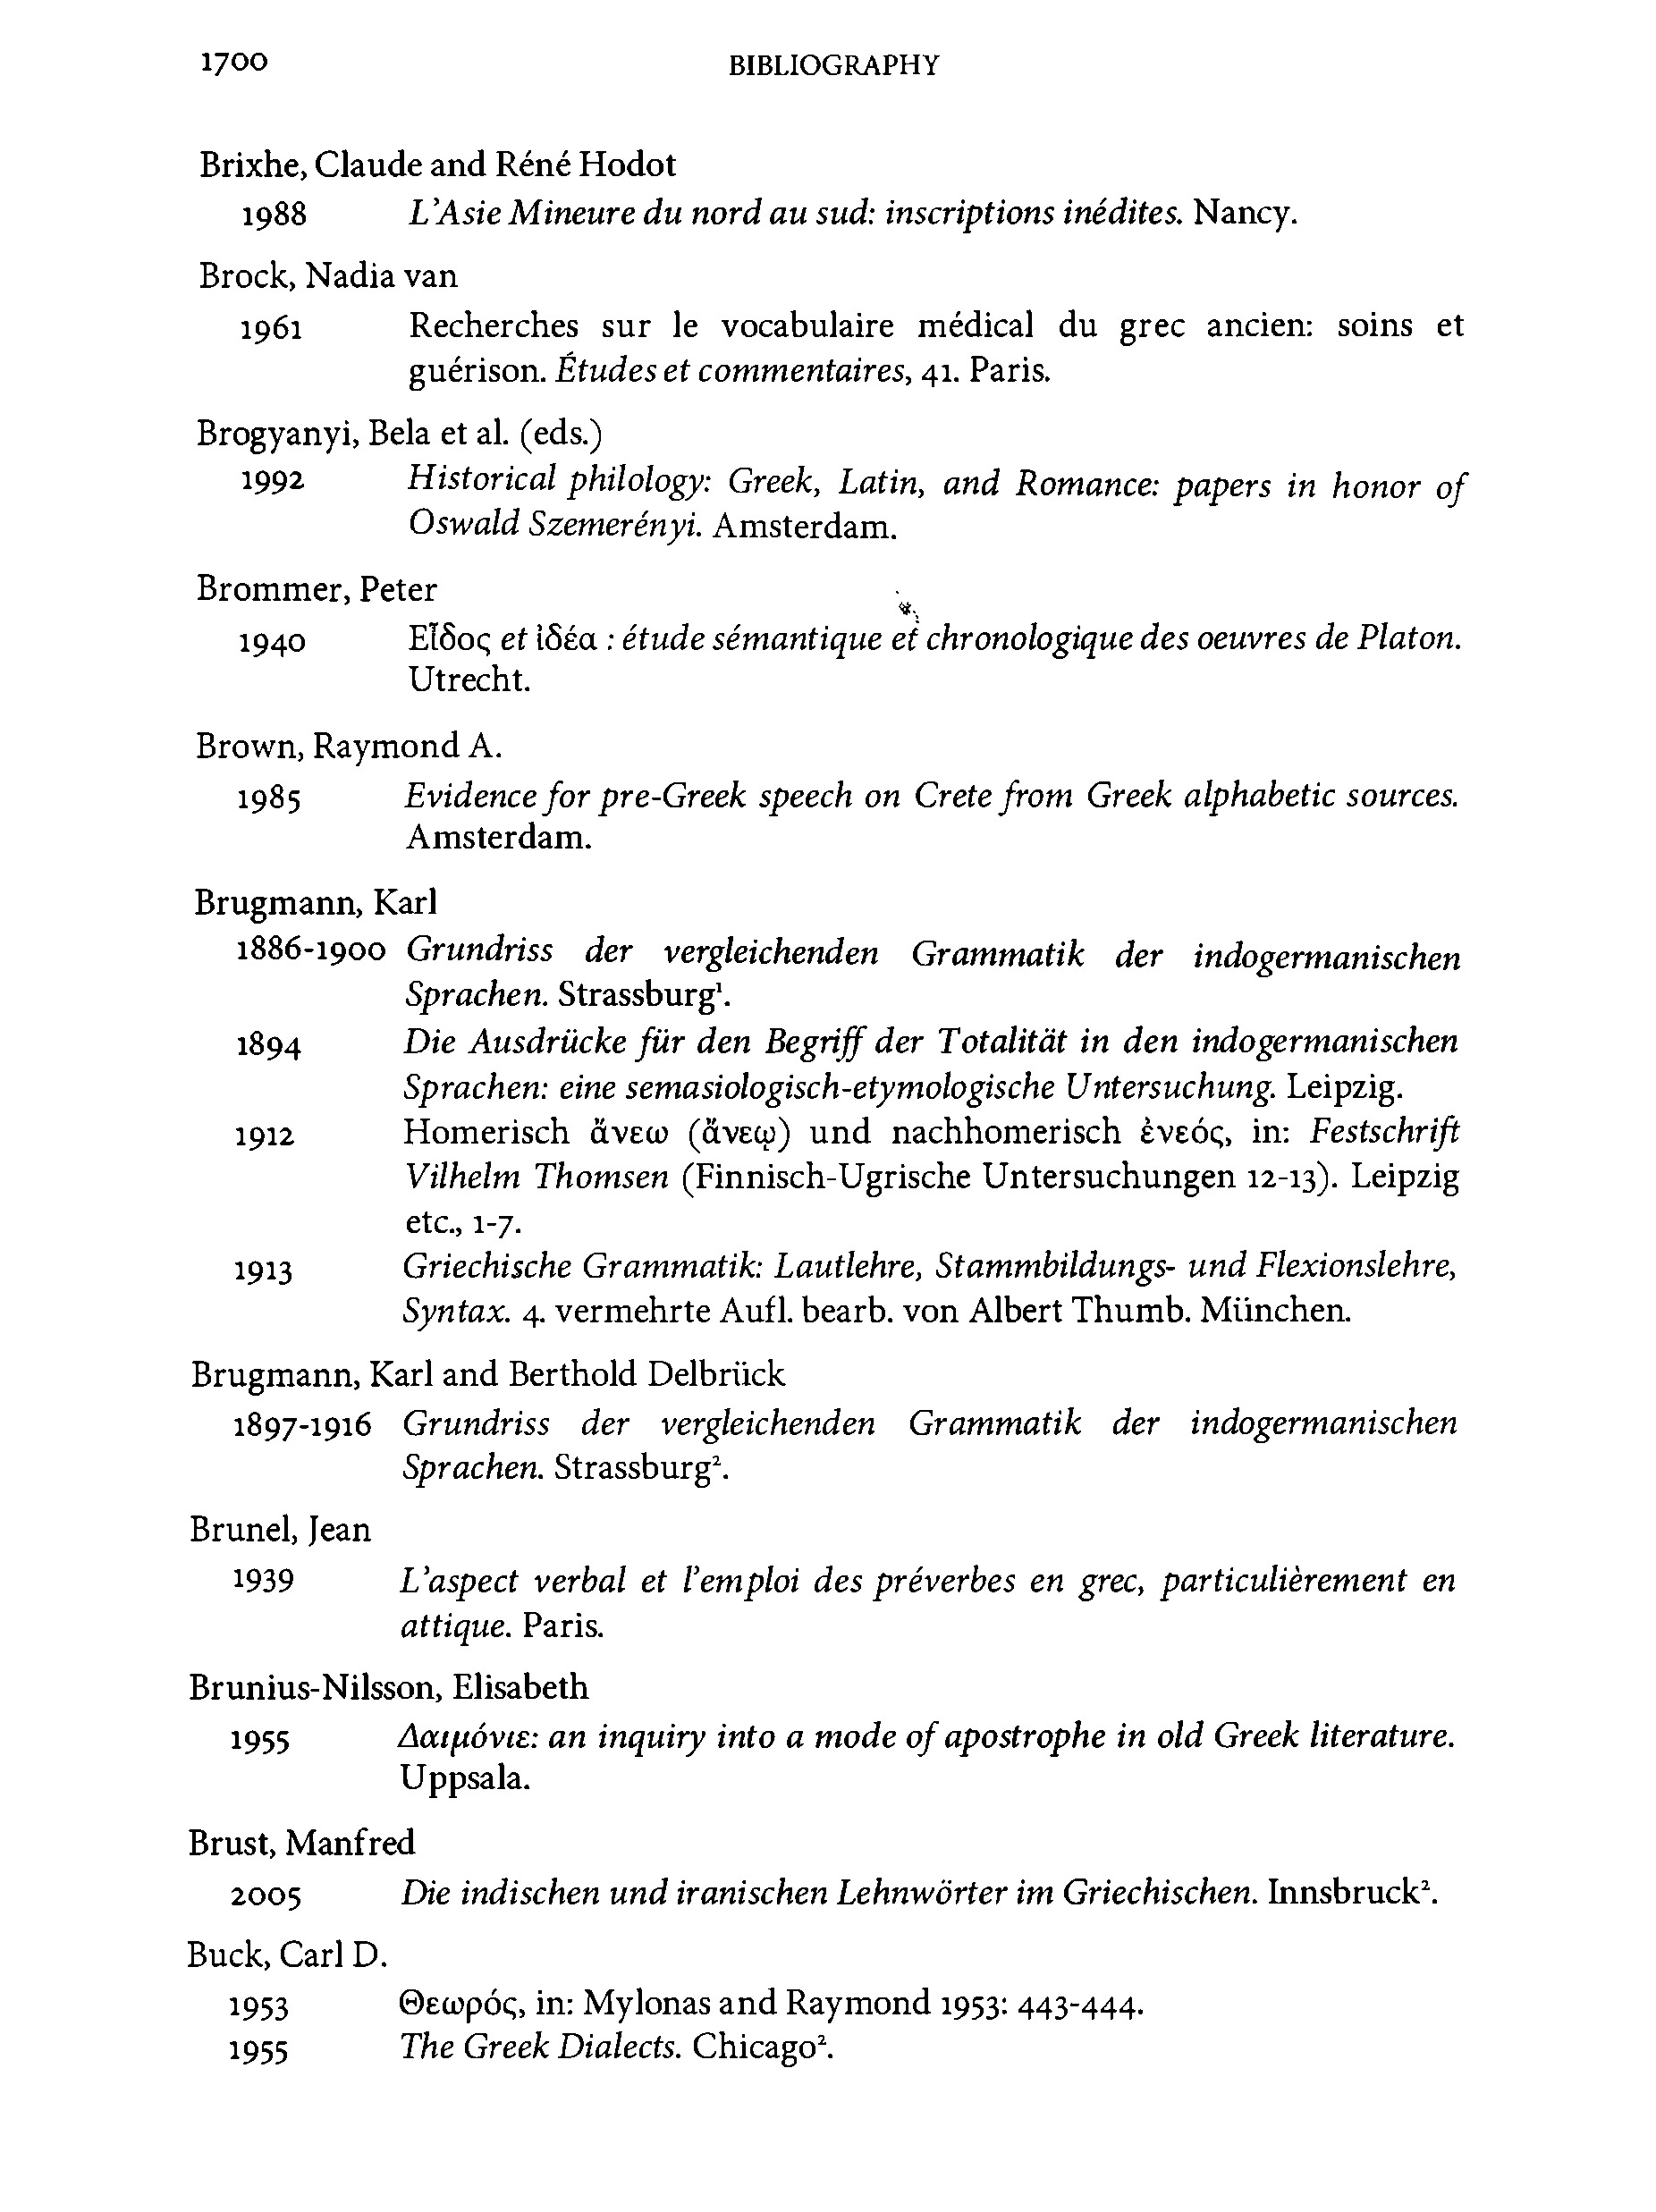 1700 BIBLIOGRAPHY
Brixhe, Claude and Réné Hodot
1988 L'Asie Mineure du nord au sud: inscriptions inédites. Nancy.
Brock, Nadia van
1961 Recherches sur le vocabulaire médical du grec ancien: soins et
guérison. Études et commentaires, 41. Paris.
Brogyanyi, Bela et al. (eds.)
1992 Historical philology: Greek, Latin, and Romance: papers in honor of
Oswald Szemerényi. Amsterdam.
Brommer, Peter
1940 Εἶδος et ἰδέα : étude sémantique et chronologique des oeuvres de Platon.
Utrecht.
Brown, Raymond A.
1985 Evidence for pre-Greek speech on Crete from Greek alphabetic sources.
Amsterdam.
Brugmann, Karl
1886-1900 Grundriss der vergleichenden Grammatik der indogermanischen
Sprachen. Strassburg¹.
1894 Die Ausdrücke für den Begriff der Totalität in den indogermanischen
Sprachen: eine semasiologisch-etymologische Untersuchung. Leipzig.
1912 Homerisch ἄνεω (ἄνεῳ) und nachhomerisch ἐνεός, in: Festschrift
Vilhelm Thomsen (Finnisch-Ugrische Untersuchungen 12-13). Leipzig
etc., 1-7.
1913 Griechische Grammatik: Lautlehre, Stammbildungs- und Flexionslehre,
Syntax. 4. vermehrte Aufl. bearb. von Albert Thumb. München.
Brugmann, Karl and Berthold Delbrück
1897-1916 Grundriss der vergleichenden Grammatik der indogermanischen
Sprachen. Strassburg².
Brunel, Jean
1939 L'aspect verbal et l'emploi des préverbes en grec, particulièrement en
attique. Paris.
Brunius-Nilsson, Elisabeth
1955 Δαιμόνιε: an inquiry into a mode of apostrophe in old Greek literature.
Uppsala.
Brust, Manfred
2005 Die indischen und iranischen Lehnwörter im Griechischen. Innsbruck².
Buck, Carl D.
1953 Θεωρός, in: Mylonas and Raymond 1953: 443-444.
1955 The Greek Dialects. Chicago².